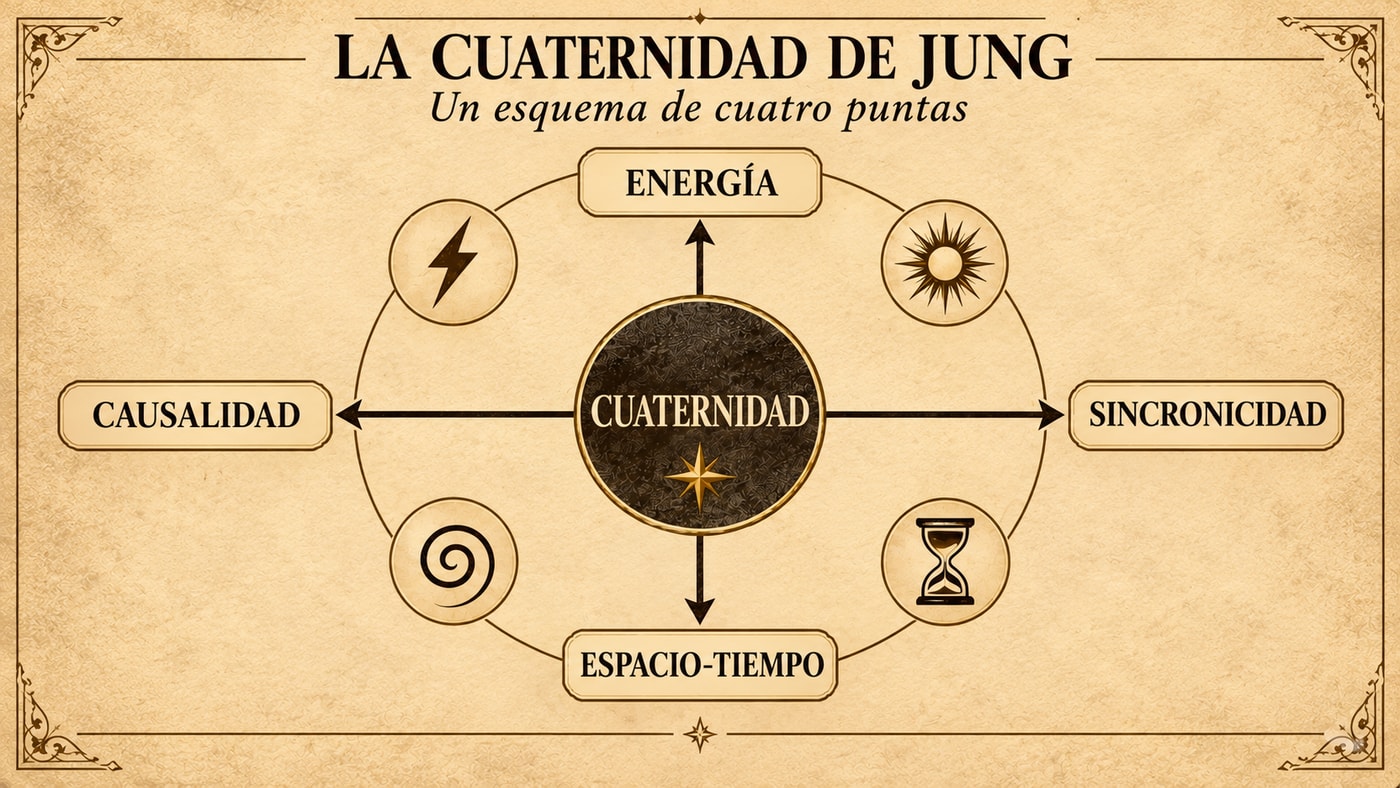 LA CUATERNIDAD DE JUNG
Un esquema de cuatro puntas
ENERGÍA
CAUSALIDAD
CUATERNIDAD
SINCRONICIDAD
ESPACIO-TIEMPO